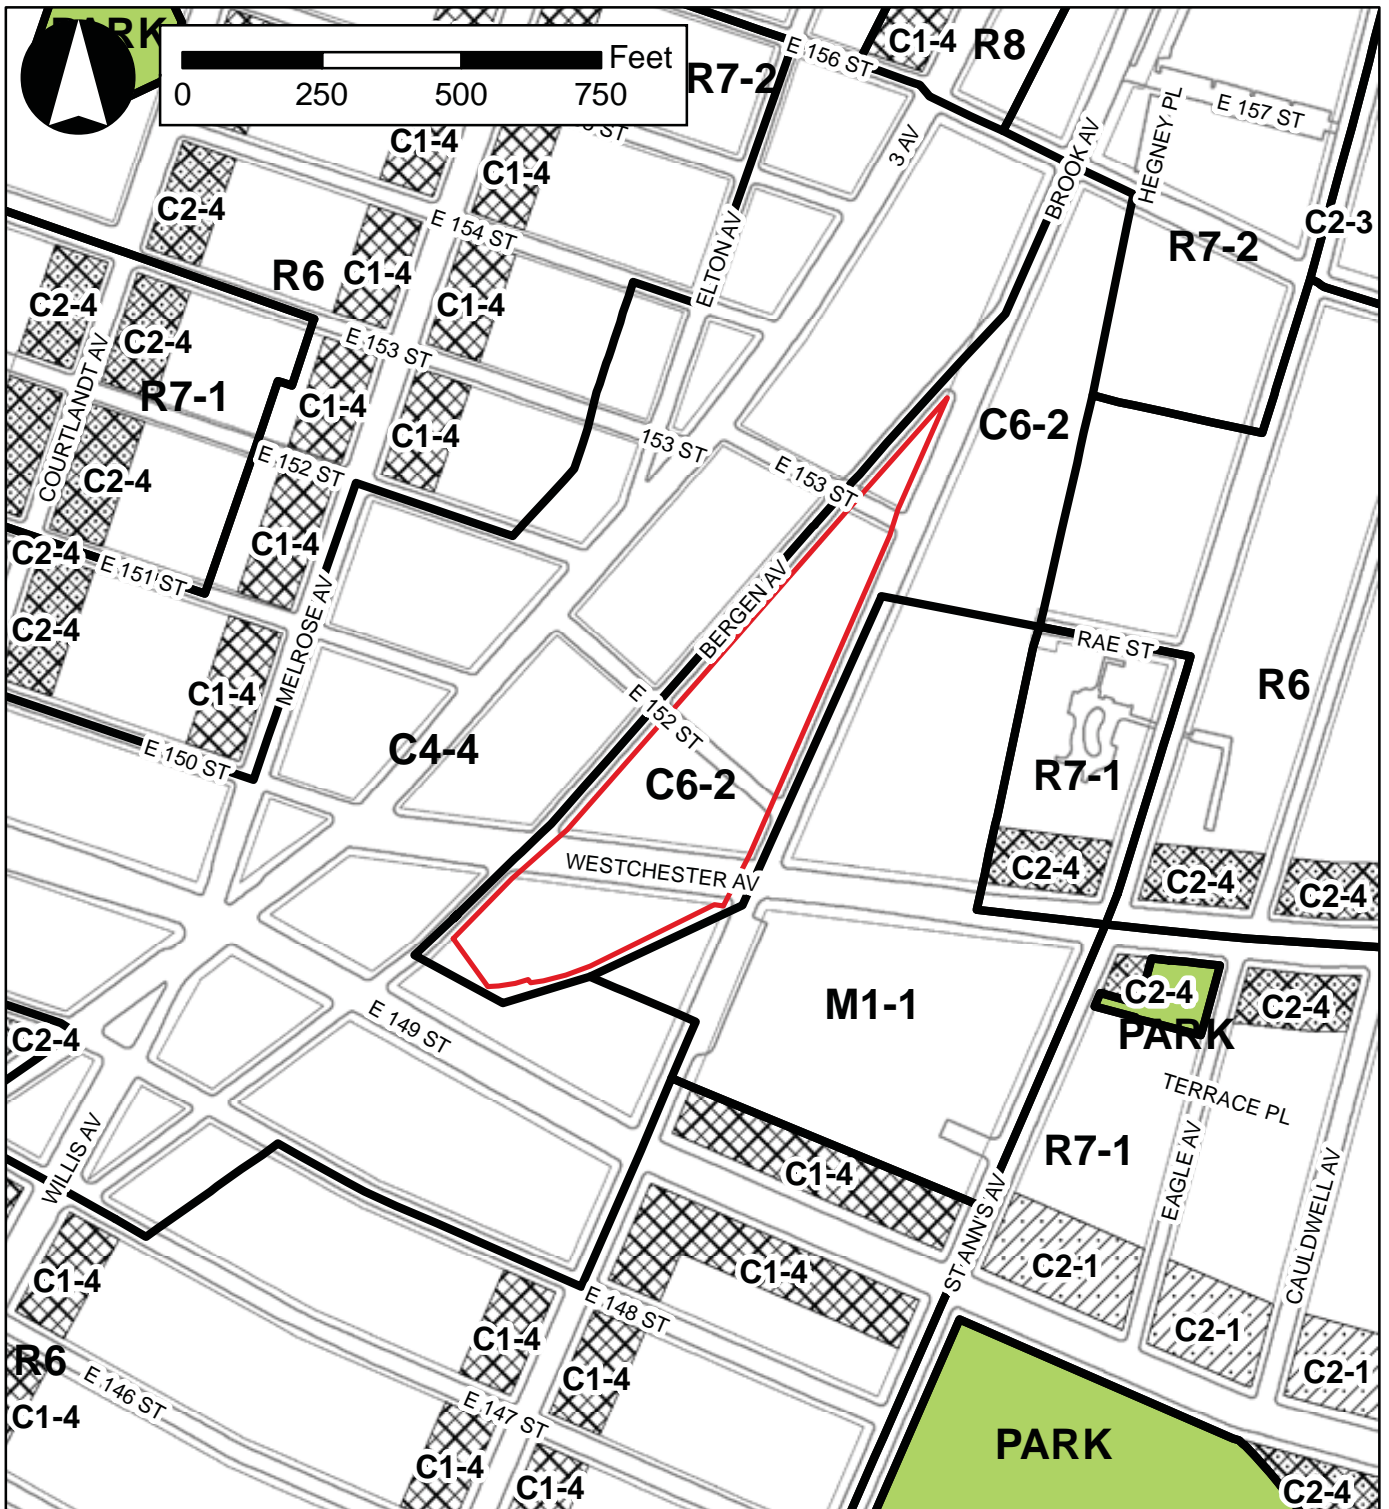 PARK
Feet
0 250 500 750
R7-2
E 156 ST
C1-4
R8
E 157 ST
HEGNEY PL
BROOK AV
3 AV
ST
C1-4
C1-4
C2-4
E 154 ST
ELTON AV
R7-2
C2-3
R6
C1-4
C1-4
C2-4
C2-4
E 153 ST
R7-1
COURTLANDT AV
C1-4
C1-4
153 ST
E 153 ST
C6-2
E 152 ST
C2-4
C1-4
C2-4
E 151 ST
C2-4
MELROSE AV
BERGEN AV
RAE ST
C1-4
R6
E 152 ST
E 150 ST
C4-4
C6-2
R7-1
WESTCHESTER AV
C2-4
C2-4
C2-4
C2-4
M1-1
C2-4
C2-4
PARK
E 149 ST
TERRACE PL
WILLIS AV
R7-1
C1-4
EAGLE AV
CAULDWELL AV
ST ANN'S AV
C1-4
C1-4
C2-1
E 148 ST
C1-4
C2-1
R6
C1-4
C2-1
E 146 ST
C1-4
E 147 ST
PARK
C1-4
C1-4
C2-4